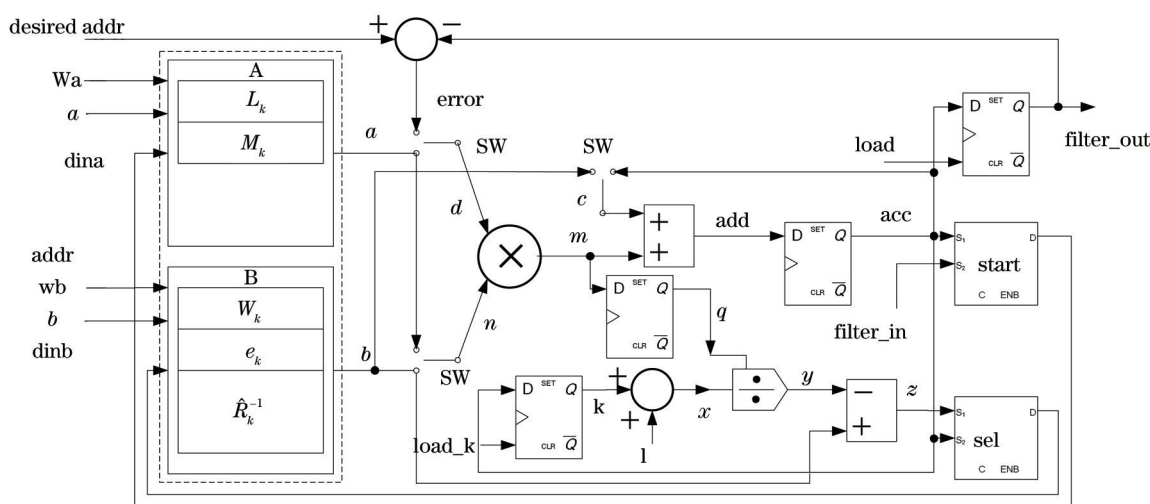 desired addr
+
−
Wa
a
dina
A
L_k
M_k
error
a
SW
SW
d
c
m
n
b
SW
+
+
add
acc
load
D SET Q
CLR Q̅
filter_out
addr
wb
b
dinb
B
W_k
e_k
R̂_k^{-1}
D SET Q
CLR Q̅
D SET Q
CLR Q̅
q
filter_in
S1
S2
D
start
C ENB
D SET Q
CLR Q̅
load_k
k
+
+
l
x
÷
y
−
+
z
S1
S2
D
sel
C ENB